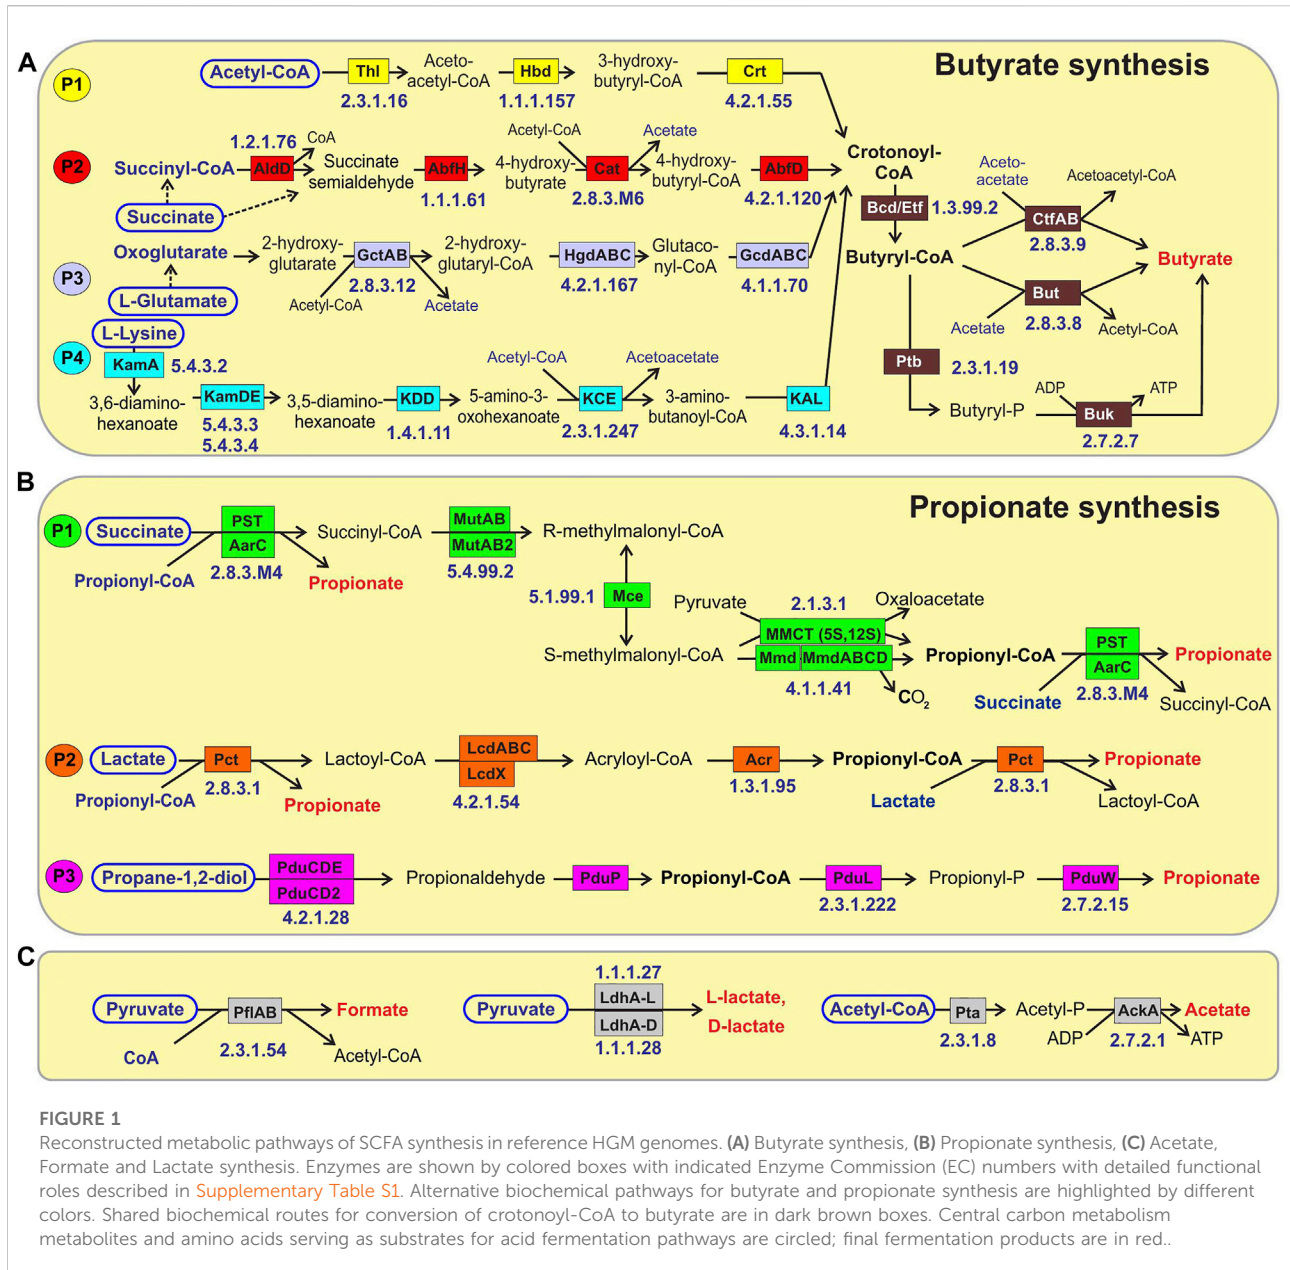 A
Butyrate synthesis
P1
Acetyl-CoA
Thl
2.3.1.16
Aceto-
acetyl-CoA
Hbd
1.1.1.157
3-hydroxy-
butyryl-CoA
Crt
4.2.1.55
P2
Succinyl-CoA
1.2.1.76
AldD
CoA
Succinate
semialdehyde
AbfH
1.1.1.61
4-hydroxy-
butyrate
Acetyl-CoA
Cat
2.8.3.M6
Acetate
4-hydroxy-
butyryl-CoA
AbfD
4.2.1.120
Succinate
Crotonoyl-
CoA
Bcd/Etf
1.3.99.2
Butyryl-CoA
Aceto-
acetate
CtfAB
2.8.3.9
Acetoacetyl-CoA
Butyrate
But
2.8.3.8
Acetate
Acetyl-CoA
Ptb
2.3.1.19
Butyryl-P
ADP
Buk
2.7.2.7
ATP
P3
Oxoglutarate
L-Glutamate
2-hydroxy-
glutarate
GctAB
2.8.3.12
Acetyl-CoA
Acetate
2-hydroxy-
glutaryl-CoA
HgdABC
4.2.1.167
Glutaco-
nyl-CoA
GcdABC
4.1.1.70
P4
L-Lysine
KamA
5.4.3.2
3,6-diamino-
hexanoate
KamDE
5.4.3.3
5.4.3.4
3,5-diamino-
hexanoate
KDD
1.4.1.11
5-amino-3-
oxohexanoate
Acetyl-CoA
KCE
2.3.1.247
Acetoacetate
3-amino-
butanoyl-CoA
KAL
4.3.1.14
B
Propionate synthesis
P1
Succinate
PST
AarC
2.8.3.M4
Propionyl-CoA
Propionate
Succinyl-CoA
MutAB
MutAB2
5.4.99.2
R-methylmalonyl-CoA
5.1.99.1
Mce
S-methylmalonyl-CoA
Pyruvate
2.1.3.1
MMCT (5S,12S)
Mmd
MmdABCD
4.1.1.41
Oxaloacetate
CO2
Propionyl-CoA
Succinate
PST
AarC
2.8.3.M4
Propionate
Succinyl-CoA
P2
Lactate
Pct
2.8.3.1
Propionyl-CoA
Propionate
Lactoyl-CoA
LcdABC
LcdX
4.2.1.54
Acryloyl-CoA
Acr
1.3.1.95
Propionyl-CoA
Lactate
Pct
2.8.3.1
Propionate
Lactoyl-CoA
P3
Propane-1,2-diol
PduCDE
PduCD2
4.2.1.28
Propionaldehyde
PduP
Propionyl-CoA
PduL
2.3.1.222
Propionyl-P
PduW
2.7.2.15
Propionate
C
Pyruvate
PflAB
2.3.1.54
CoA
Formate
Acetyl-CoA
Pyruvate
1.1.1.27
LdhA-L
LdhA-D
1.1.1.28
L-lactate,
D-lactate
Acetyl-CoA
Pta
2.3.1.8
Acetyl-P
ADP
AckA
2.7.2.1
Acetate
ATP
FIGURE 1
Reconstructed metabolic pathways of SCFA synthesis in reference HGM genomes. (A) Butyrate synthesis, (B) Propionate synthesis, (C) Acetate,
Formate and Lactate synthesis. Enzymes are shown by colored boxes with indicated Enzyme Commission (EC) numbers with detailed functional
roles described in Supplementary Table S1. Alternative biochemical pathways for butyrate and propionate synthesis are highlighted by different
colors. Shared biochemical routes for conversion of crotonoyl-CoA to butyrate are in dark brown boxes. Central carbon metabolism
metabolites and amino acids serving as substrates for acid fermentation pathways are circled; final fermentation products are in red..